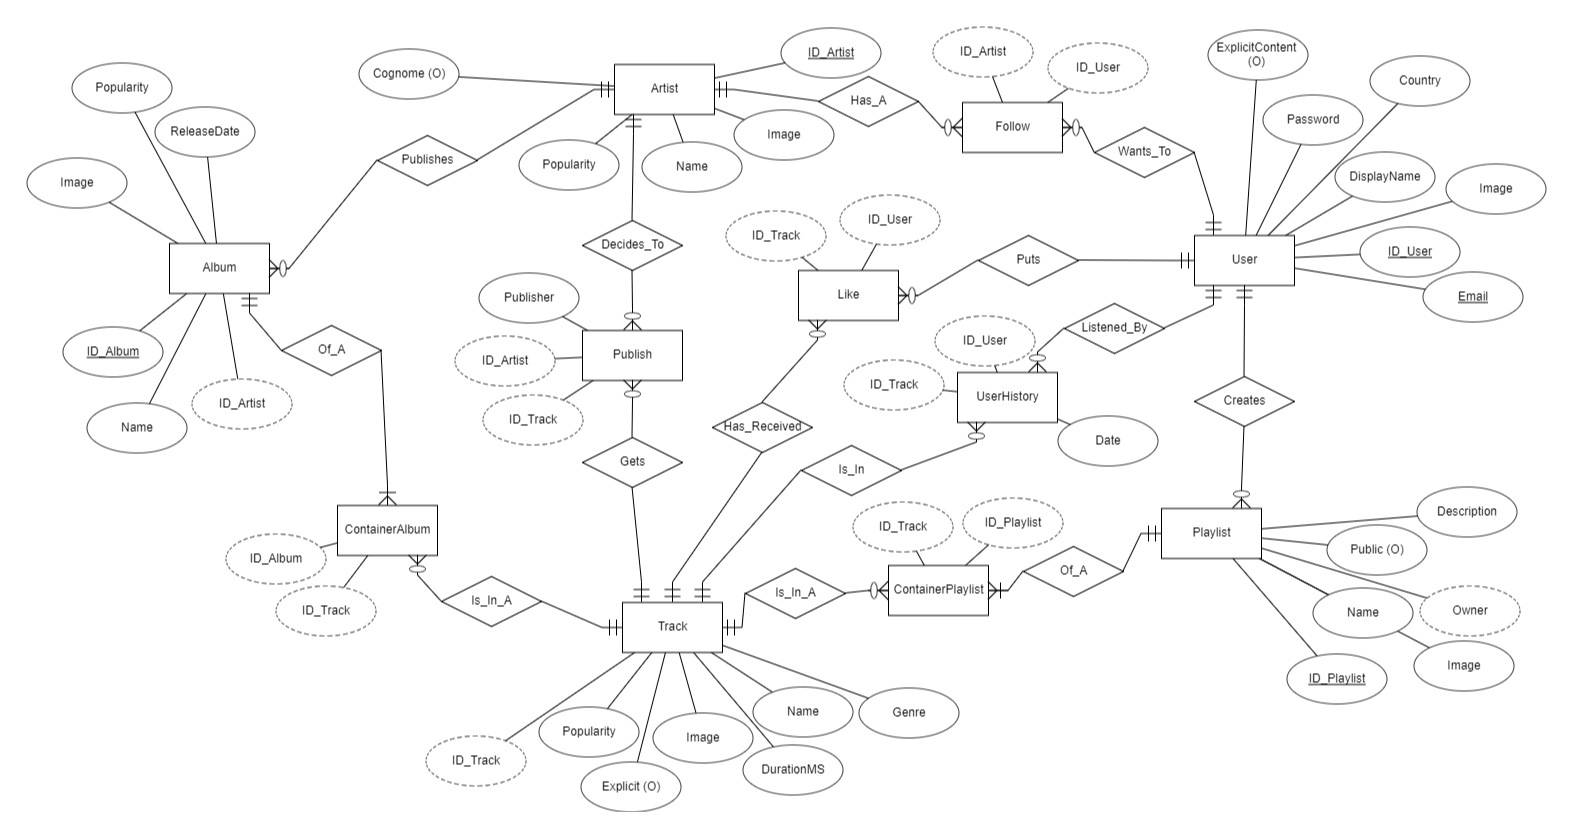 ID_Artist
ExplicitContent
(O)
ID_Artist
ID_User
Cognome (O)
Country
Popularity
Artist
Has_A
Password
ReleaseDate
Follow
Image
Publishes
Wants_To
Popularity
Name
DisplayName
Image
Image
ID_Track
ID_User
Decides_To
Puts
User
ID_User
Album
Like
Publisher
Email
Listened_By
ID_User
ID_Album
Of_A
Publish
ID_Artist
ID_Track
UserHistory
Creates
ID_Artist
ID_Track
Name
Has_Received
Date
Gets
Is_In
Description
ID_Track
ID_Playlist
ContainerAlbum
Playlist
Public (O)
ID_Album
Of_A
ID_Track
Is_In_A
Is_In_A
ContainerPlaylist
Name
Owner
Track
Image
ID_Playlist
Name
Genre
Popularity
Image
ID_Track
DurationMS
Explicit (O)